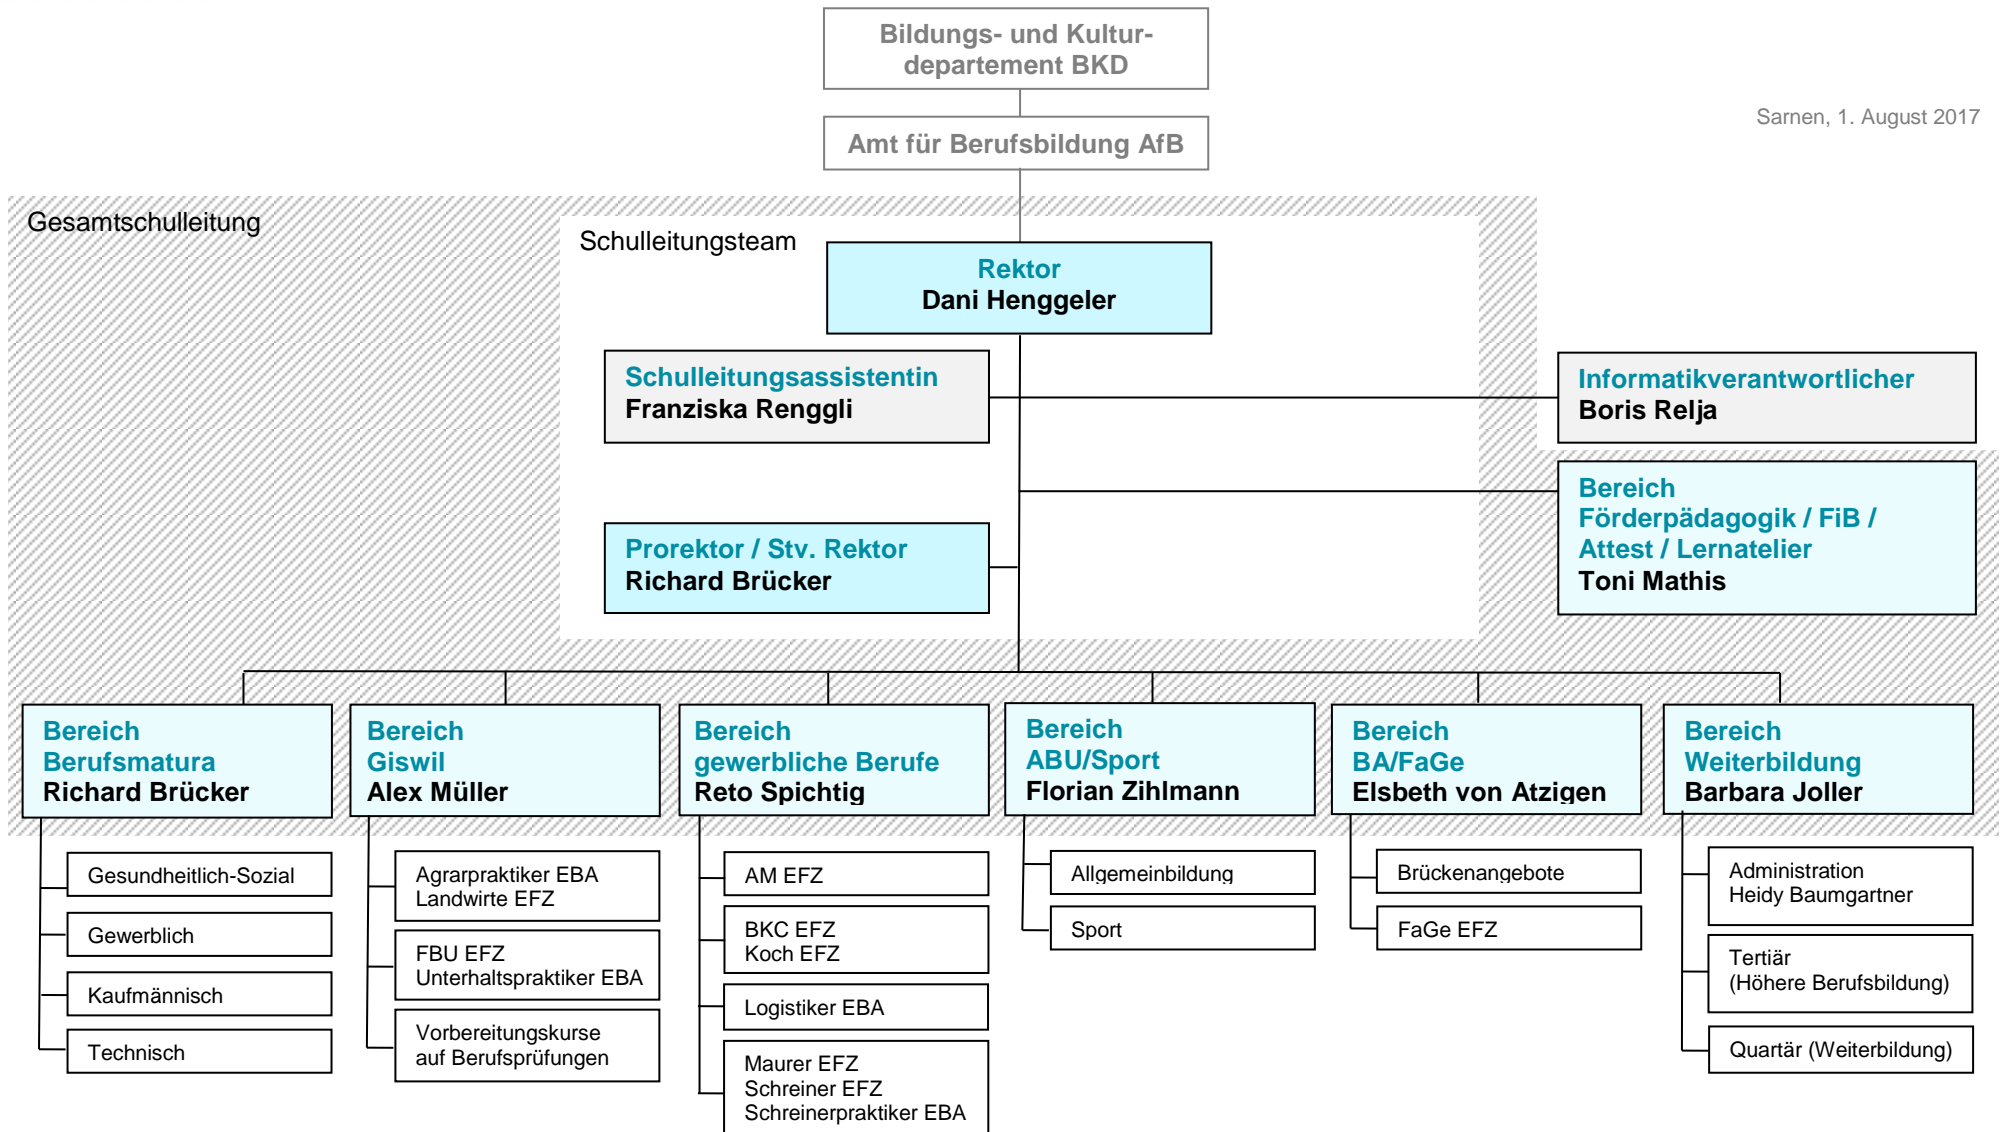 Bildungs- und Kultur-
departement BKD
Sarnen, 1. August 2017
Amt für Berufsbildung AfB
Gesamtschulleitung
Schulleitungsteam
Rektor
Dani Henggeler
Schulleitungsassistentin
Franziska Renggli
Informatikverantwortlicher
Boris Relja
Bereich
Förderpädagogik / FiB /
Attest / Lernatelier
Toni Mathis
Prorektor / Stv. Rektor
Richard Brücker
Bereich
Berufsmatura
Richard Brücker
Gesundheitlich-Sozial
Gewerblich
Kaufmännisch
Technisch
Bereich
Giswil
Alex Müller
Agrarpraktiker EBA
Landwirte EFZ
FBU EFZ
Unterhaltspraktiker EBA
Vorbereitungskurse
auf Berufsprüfungen
Bereich
gewerbliche Berufe
Reto Spichtig
AM EFZ
BKC EFZ
Koch EFZ
Logistiker EBA
Maurer EFZ
Schreiner EFZ
Schreinerpraktiker EBA
Bereich
ABU/Sport
Florian Zihlmann
Allgemeinbildung
Sport
Bereich
BA/FaGe
Elsbeth von Atzigen
Brückenangebote
FaGe EFZ
Bereich
Weiterbildung
Barbara Joller
Administration
Heidy Baumgartner
Tertiär
(Höhere Berufsbildung)
Quartär (Weiterbildung)